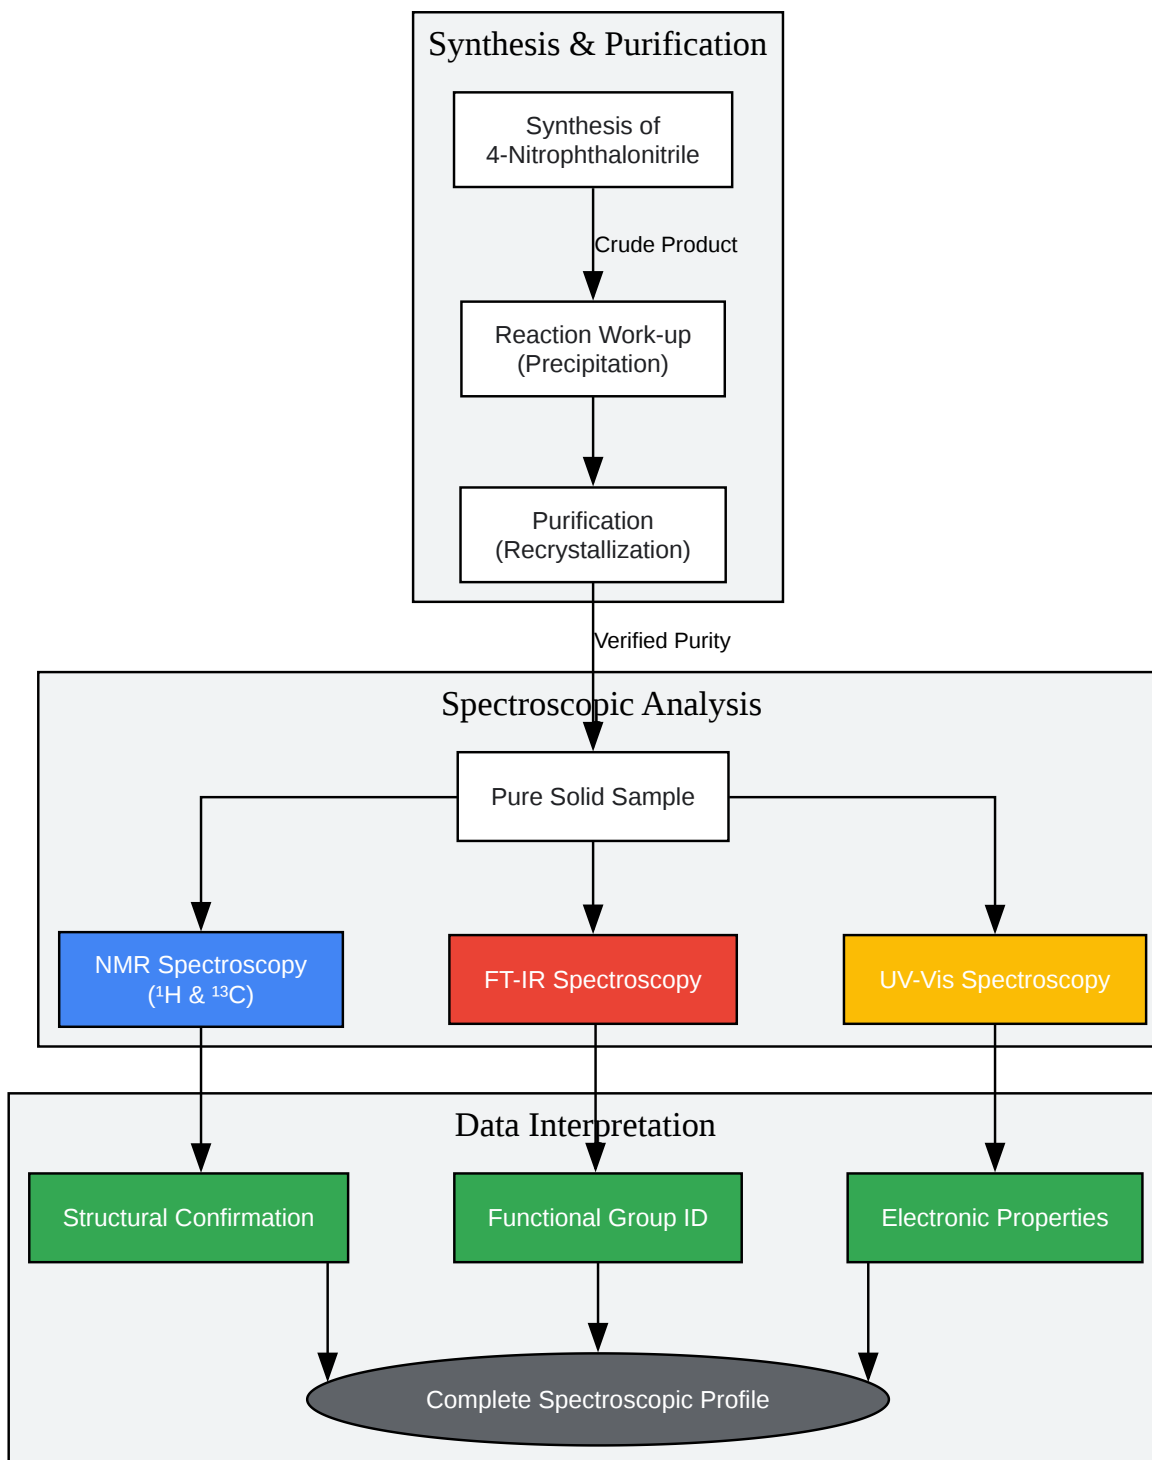 Synthesis & Purification
Synthesis of
4-Nitrophthalonitrile
Crude Product
Reaction Work-up
(Precipitation)
Purification
(Recrystallization)
Verified Purity
Spectroscopic Analysis
Pure Solid Sample
NMR Spectroscopy
(¹H & ¹³C)
FT-IR Spectroscopy
UV-Vis Spectroscopy
Data Interpretation
Structural Confirmation
Functional Group ID
Electronic Properties
Complete Spectroscopic Profile